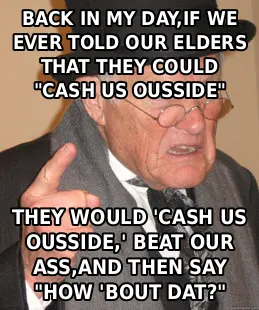 BACK IN MY DAY,IF WE
EVER TOLD OUR ELDERS
THAT THEY COULD
"CASH US OUSSIDE"
THEY WOULD 'CASH US
OUSSIDE,' BEAT OUR
ASS,AND THEN SAY
"HOW 'BOUT DAT?"